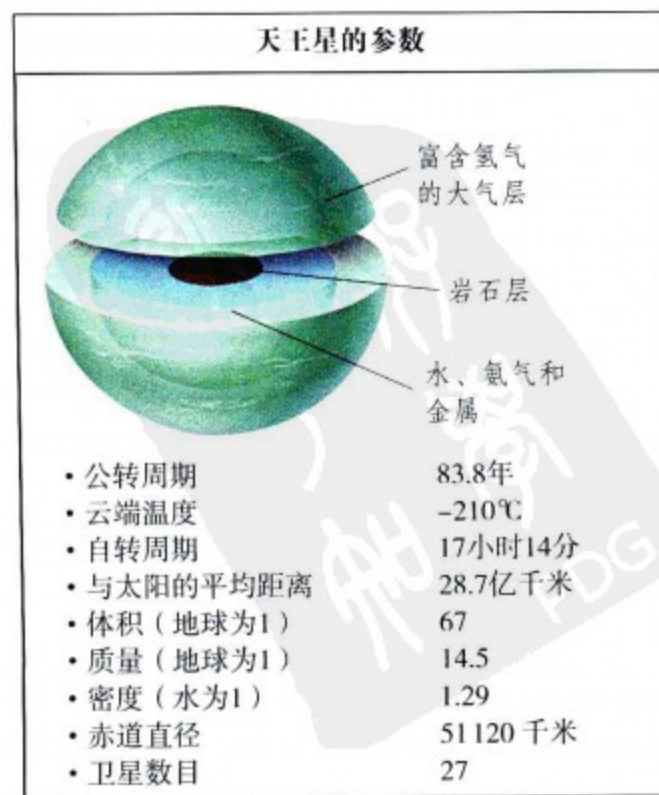 天王星的参数
富含氢气
的大气层
岩石层
水、氨气和
金属
•公转周期 83.8年
•云端温度 -210℃
•自转周期 17小时14分
•与太阳的平均距离 28.7亿千米
•体积（地球为1） 67
•质量（地球为1） 14.5
•密度（水为1） 1.29
•赤道直径 51 120 千米
•卫星数目 27
PDG